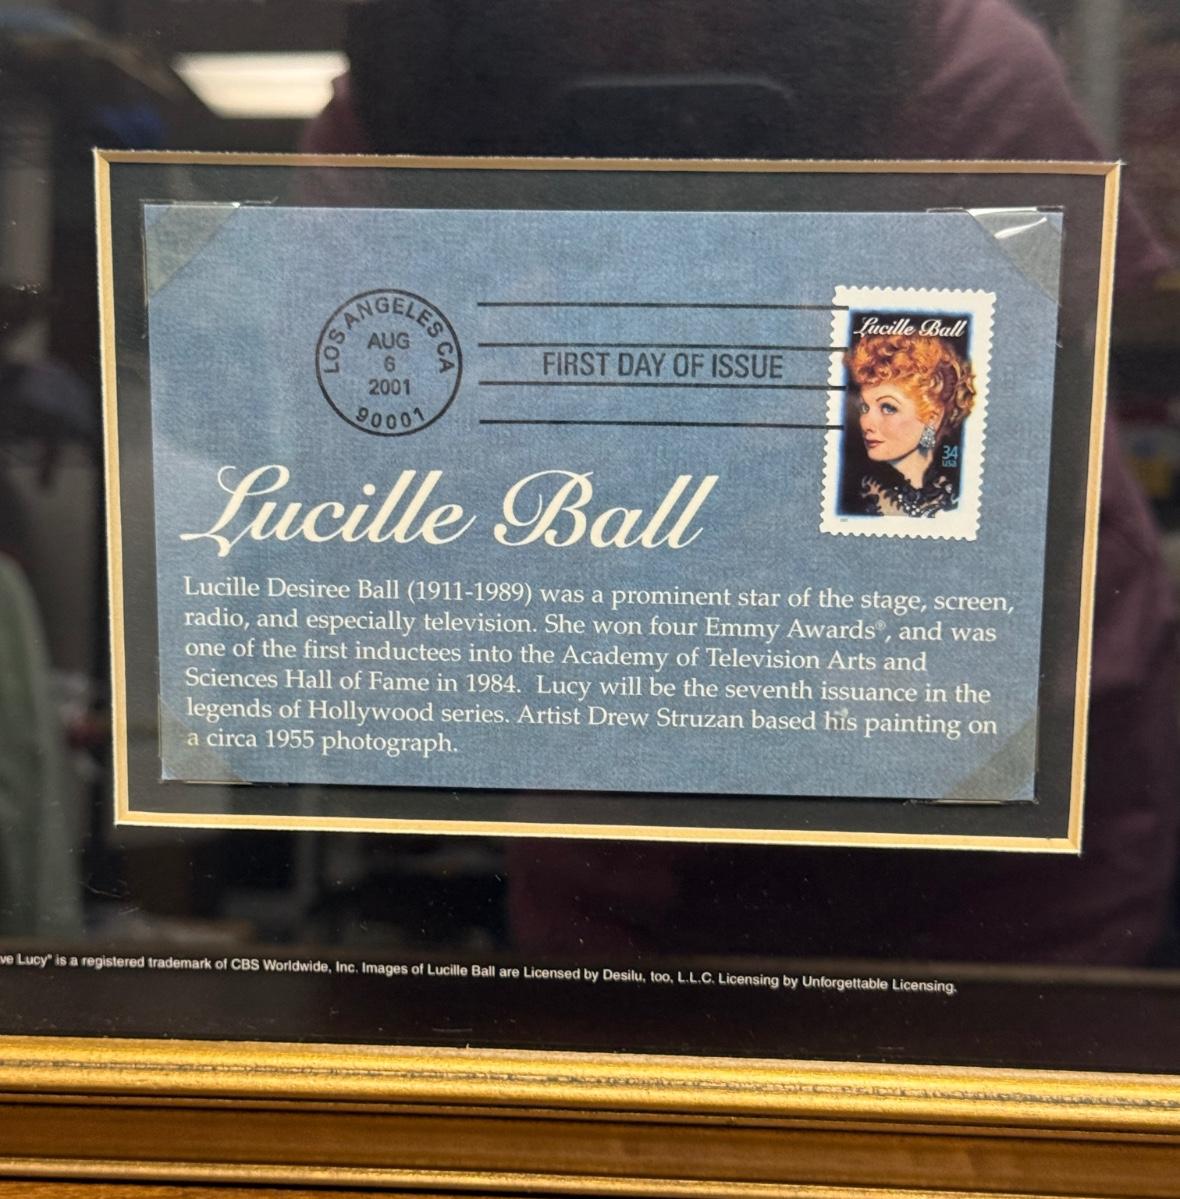 LOS ANGELES CA
AUG
6
2001
90001
FIRST DAY OF ISSUE
Lucille Ball
34
usa
Lucille Ball
Lucille Desiree Ball (1911-1989) was a prominent star of the stage, screen,
radio, and especially television. She won four Emmy Awards®, and was
one of the first inductees into the Academy of Television Arts and
Sciences Hall of Fame in 1984. Lucy will be the seventh issuance in the
legends of Hollywood series. Artist Drew Struzan based his painting on
a circa 1955 photograph.
ve Lucy" is a registered trademark of CBS Worldwide, Inc. Images of Lucille Ball are Licensed by Desilu, too, L.L.C. Licensing by Unforgettable Licensing.